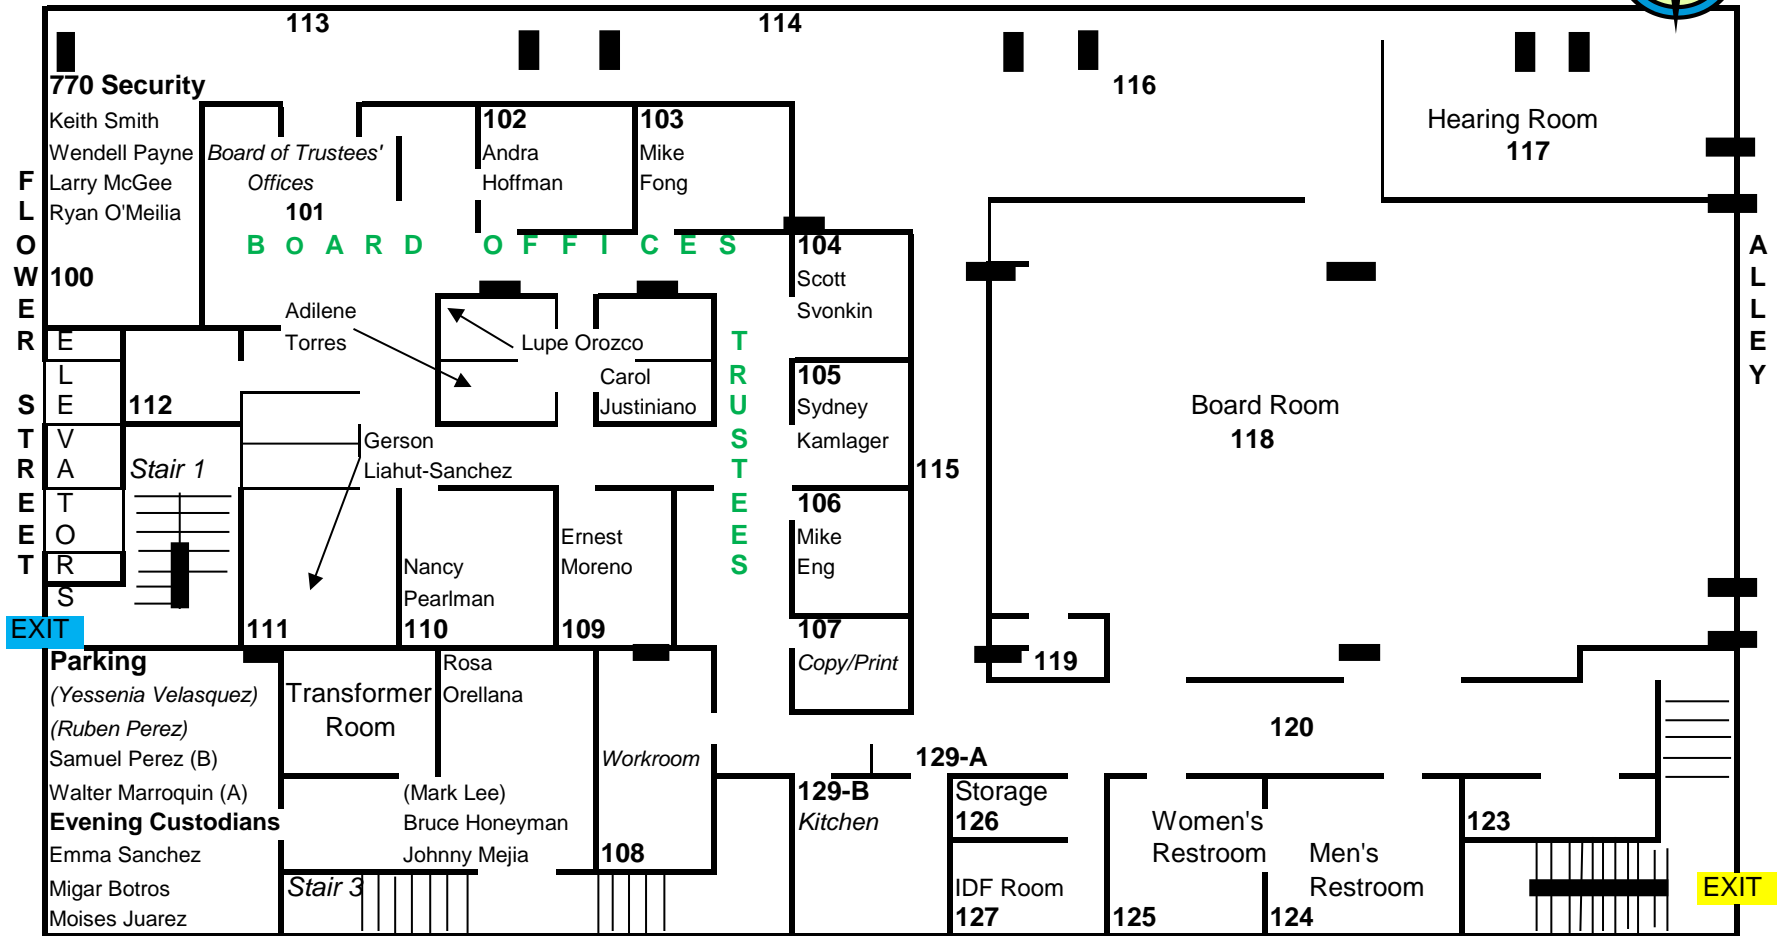 113
114
770 Security
116
Keith Smith
102
103
Hearing Room
Wendell Payne
Board of Trustees'
Andra
Mike
117
Larry McGee
Offices
Hoffman
Fong
Ryan O'Meilia
101
BOARD OFFICES
104
100
Scott
Adilene
Svonkin
Torres
Lupe Orozco
TRUSTEES
FLOWER STREET
ELEVATORS
ALLEY
Carol
105
112
Justiniano
Sydney
Board Room
Gerson
Kamlager
118
Stair 1
Liahut-Sanchez
115
106
Ernest
Mike
Nancy
Moreno
Eng
Pearlman
EXIT
111
110
109
107
Parking
Rosa
Copy/Print
119
(Yessenia Velasquez)
Transformer
Orellana
(Ruben Perez)
Room
120
Samuel Perez (B)
Workroom
129-A
Walter Marroquin (A)
(Mark Lee)
129-B
Storage
Evening Custodians
Bruce Honeyman
Kitchen
126
Women's
123
Emma Sanchez
Johnny Mejia
108
Restroom
Men's
Migar Botros
Stair 3
IDF Room
Restroom
EXIT
Moises Juarez
127
125
124